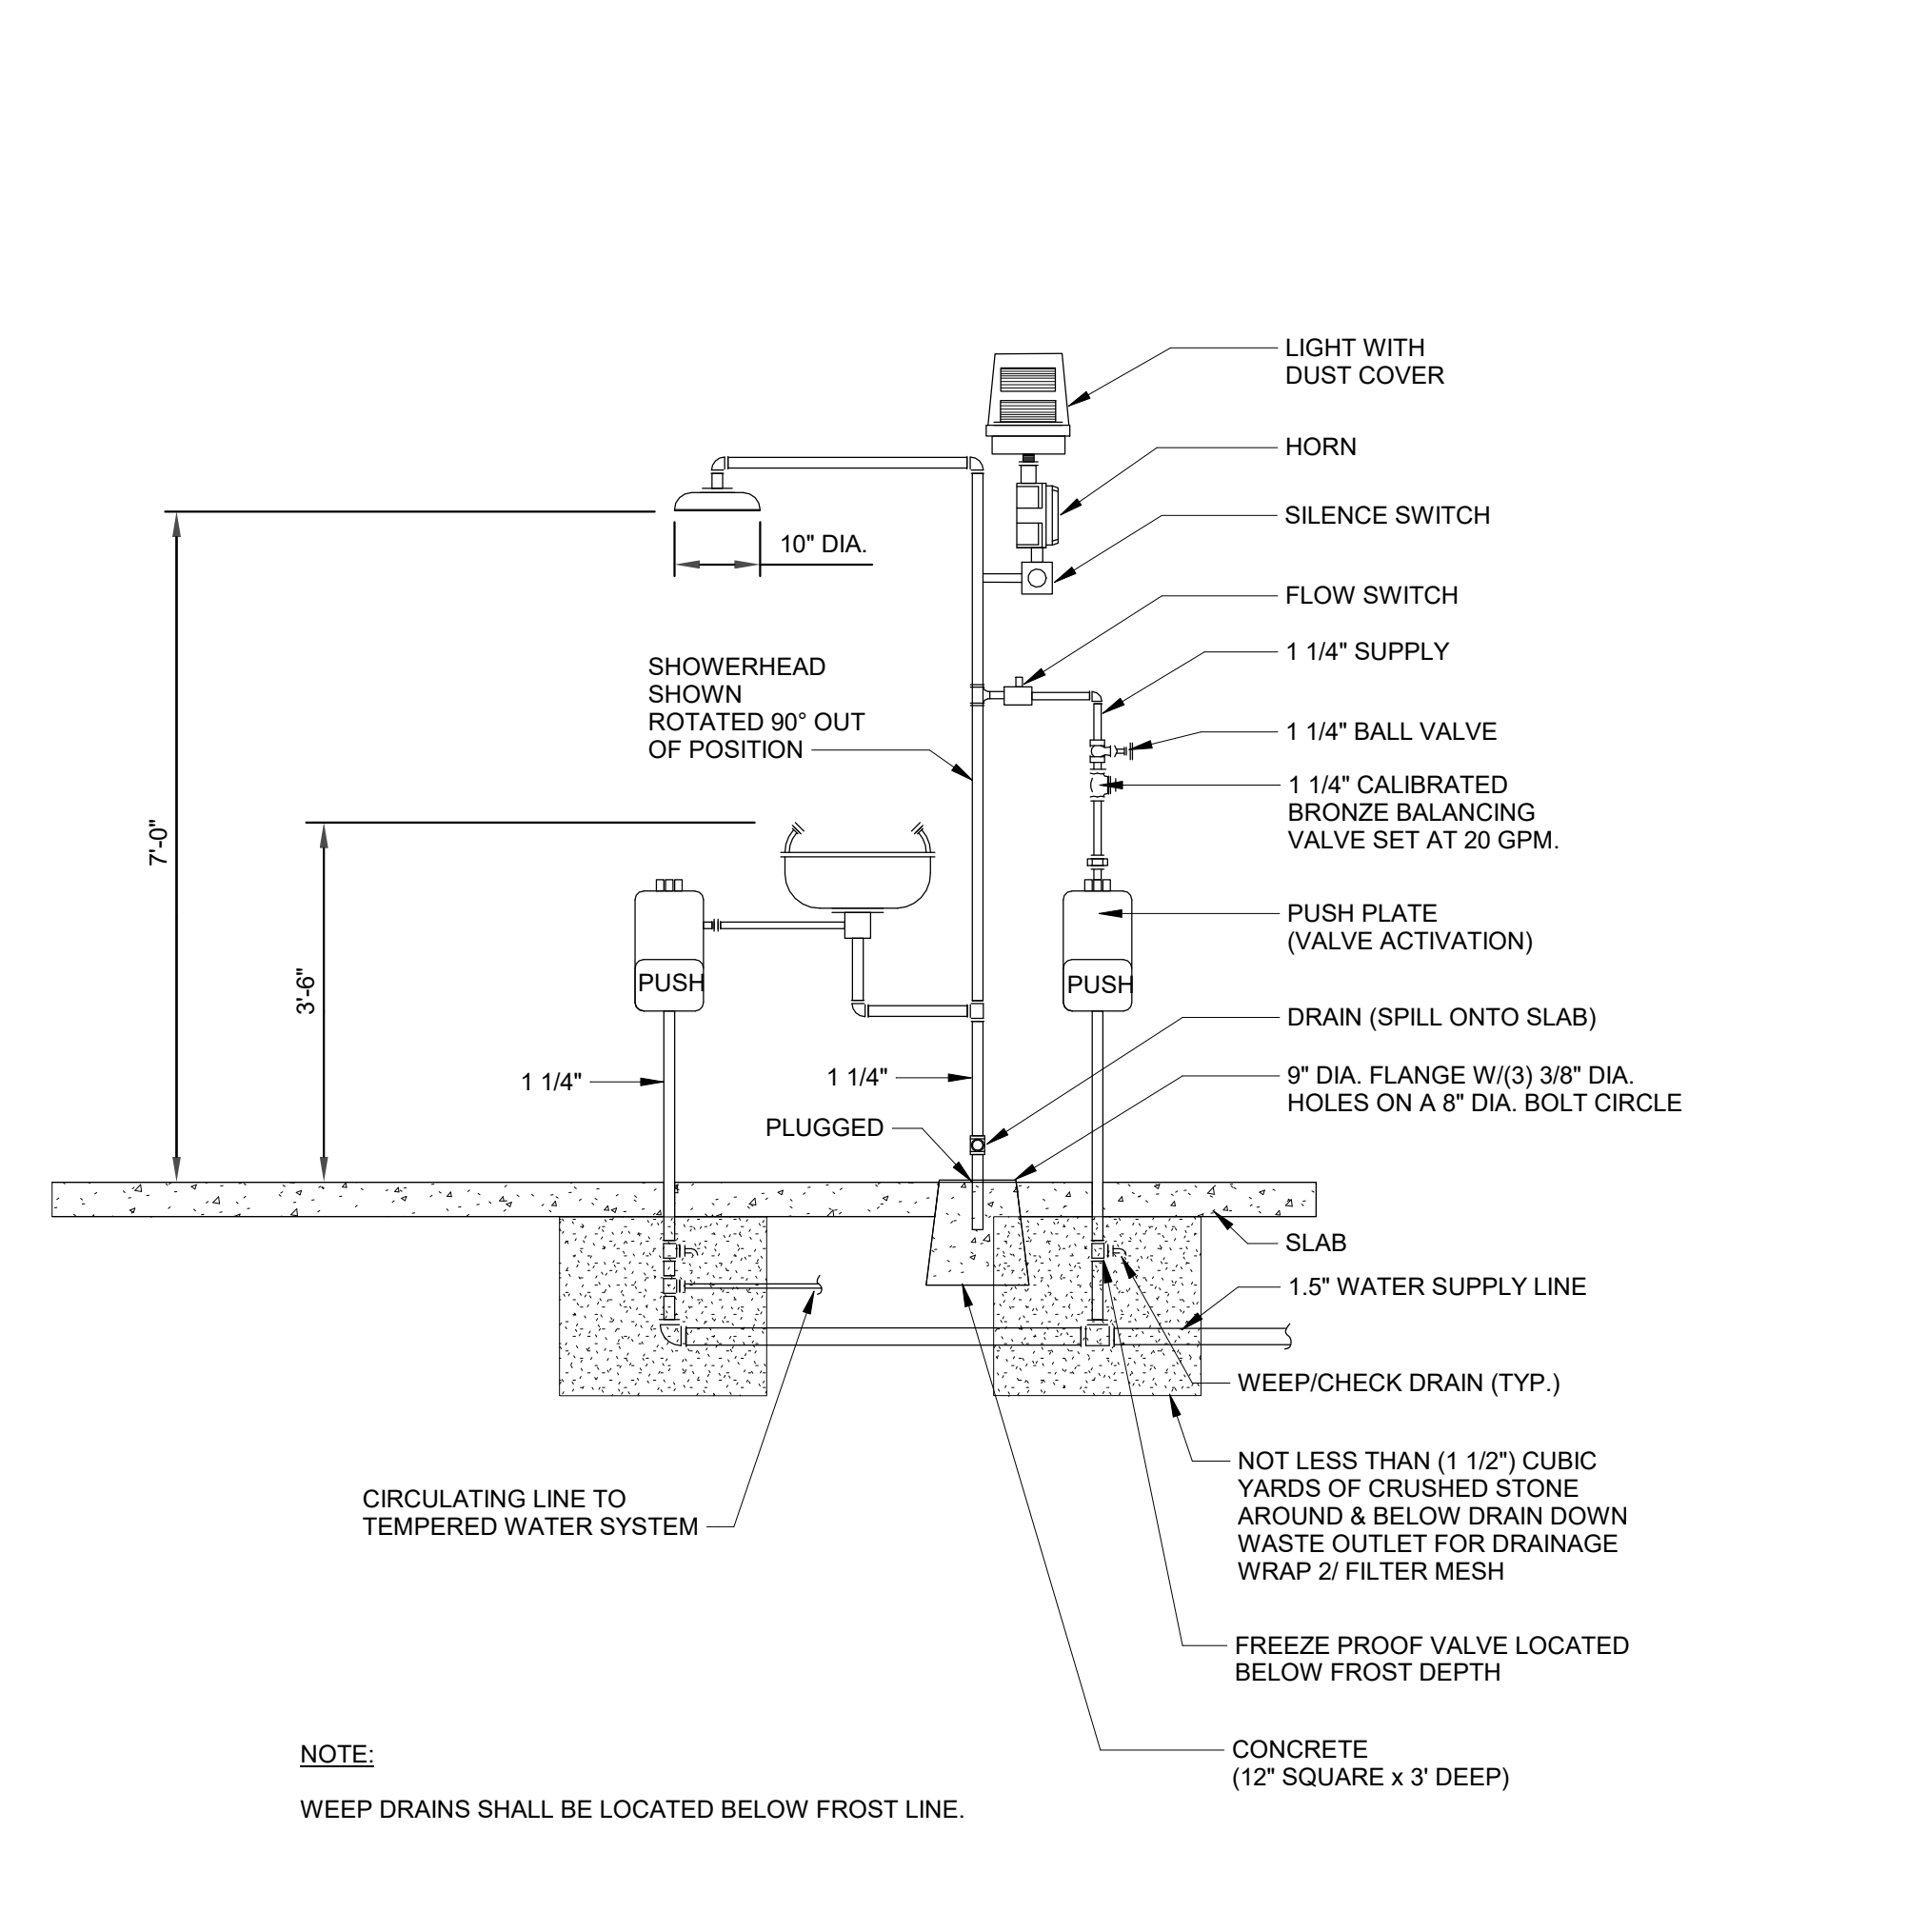 LIGHT WITH
DUST COVER
HORN
SILENCE SWITCH
10" DIA.
FLOW SWITCH
1 1/4" SUPPLY
SHOWERHEAD
SHOWN
ROTATED 90° OUT
OF POSITION
1 1/4" BALL VALVE
1 1/4" CALIBRATED
BRONZE BALANCING
VALVE SET AT 20 GPM.
7'-0"
3'-6"
PUSH PLATE
(VALVE ACTIVATION)
PUSH
PUSH
DRAIN (SPILL ONTO SLAB)
1 1/4"
1 1/4"
9" DIA. FLANGE W/(3) 3/8" DIA.
HOLES ON A 8" DIA. BOLT CIRCLE
PLUGGED
SLAB
1.5" WATER SUPPLY LINE
WEEP/CHECK DRAIN (TYP.)
NOT LESS THAN (1 1/2") CUBIC
YARDS OF CRUSHED STONE
AROUND & BELOW DRAIN DOWN
WASTE OUTLET FOR DRAINAGE
WRAP 2/ FILTER MESH
CIRCULATING LINE TO
TEMPERED WATER SYSTEM
FREEZE PROOF VALVE LOCATED
BELOW FROST DEPTH
CONCRETE
(12" SQUARE x 3' DEEP)
NOTE:
WEEP DRAINS SHALL BE LOCATED BELOW FROST LINE.